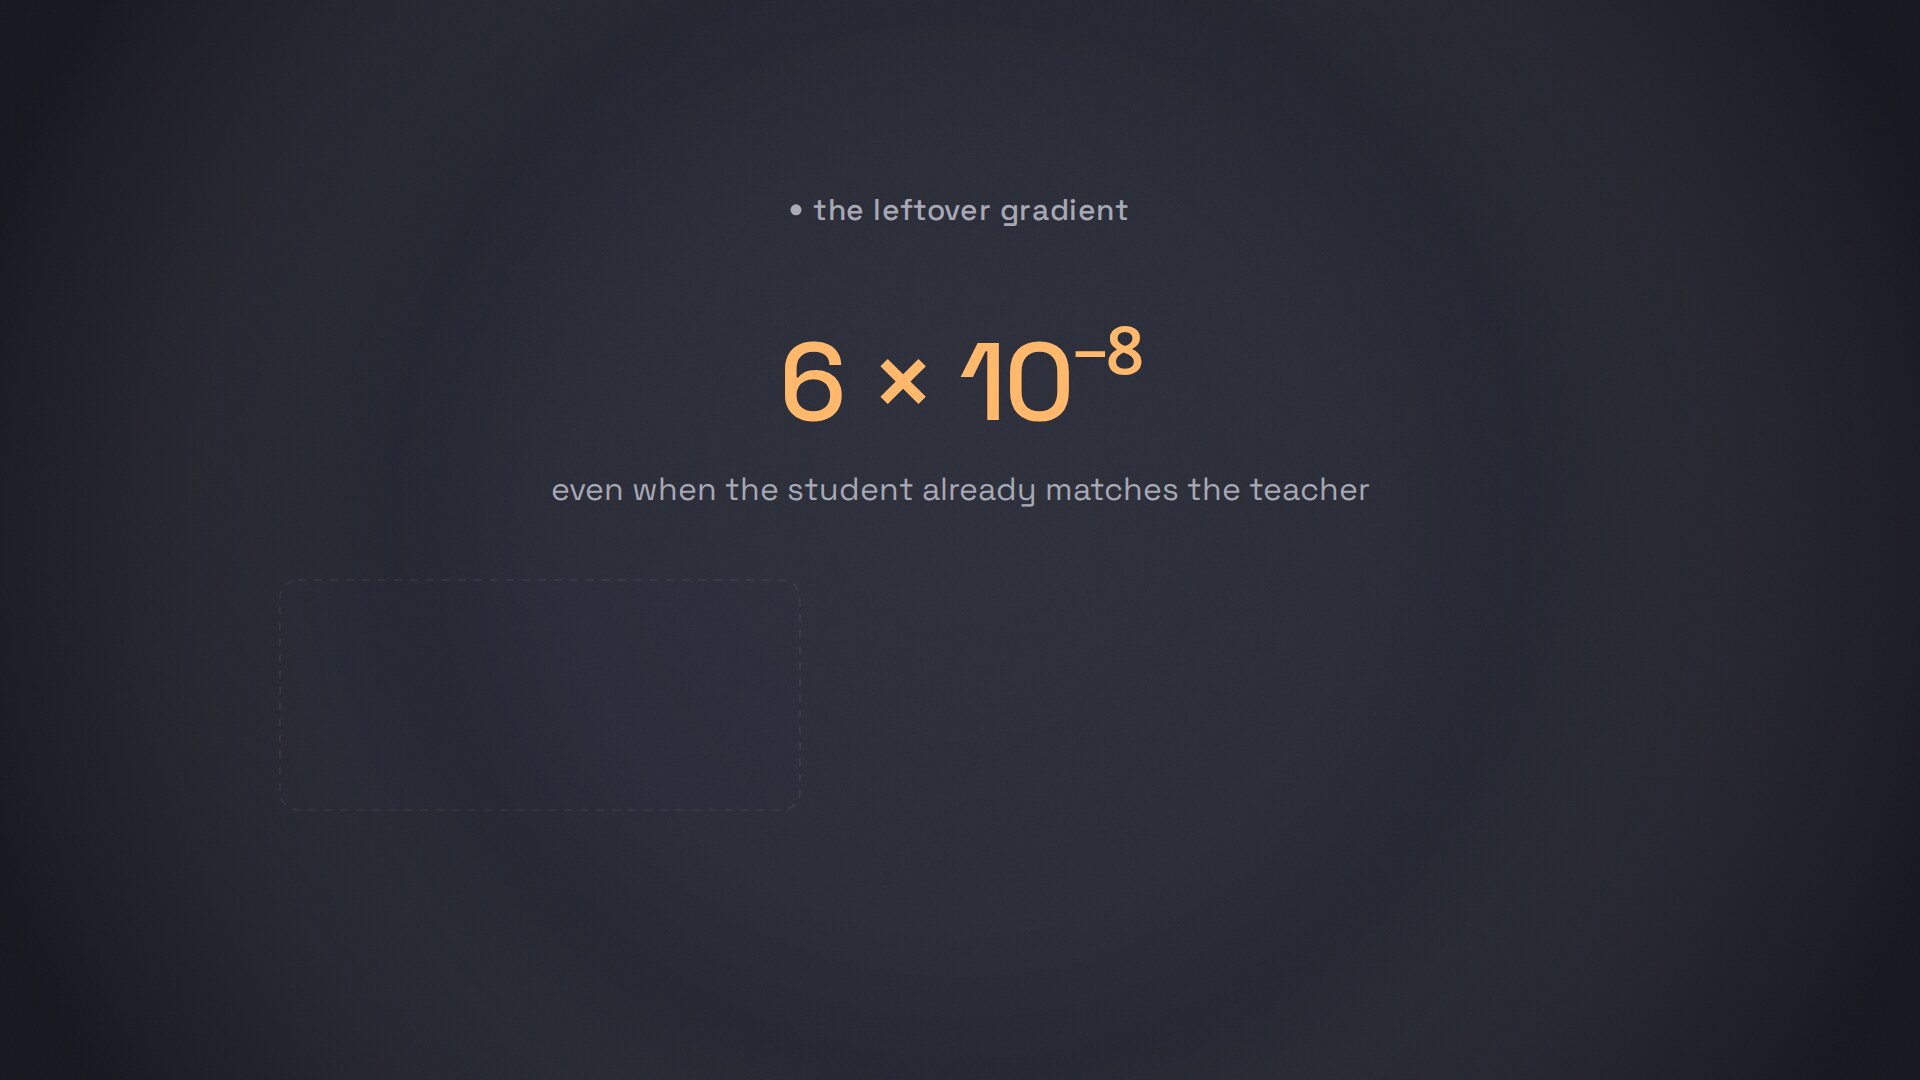 • the leftover gradient
6 × 10⁻⁸
even when the student already matches the teacher